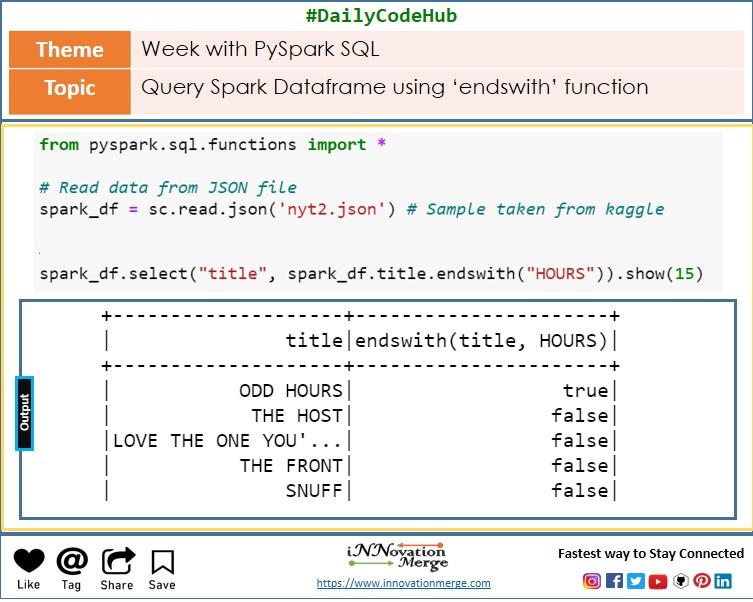 #DailyCodeHub
Theme
Week with PySpark SQL
Topic
Query Spark Dataframe using ‘endswith’ function
from pyspark.sql.functions import *
# Read data from JSON file
spark_df = sc.read.json('nyt2.json') # Sample taken from kaggle
spark_df.select("title", spark_df.title.endswith("HOURS")).show(15)
Output
+--------------------+----------------------+
|               title|endswith(title, HOURS)|
+--------------------+----------------------+
|           ODD HOURS|                  true|
|            THE HOST|                 false|
|LOVE THE ONE YOU'...|                 false|
|           THE FRONT|                 false|
|               SNUFF|                 false|
Like
Tag
Share
Save
iNNovation
Merge
https://www.innovationmerge.com
Fastest way to Stay Connected